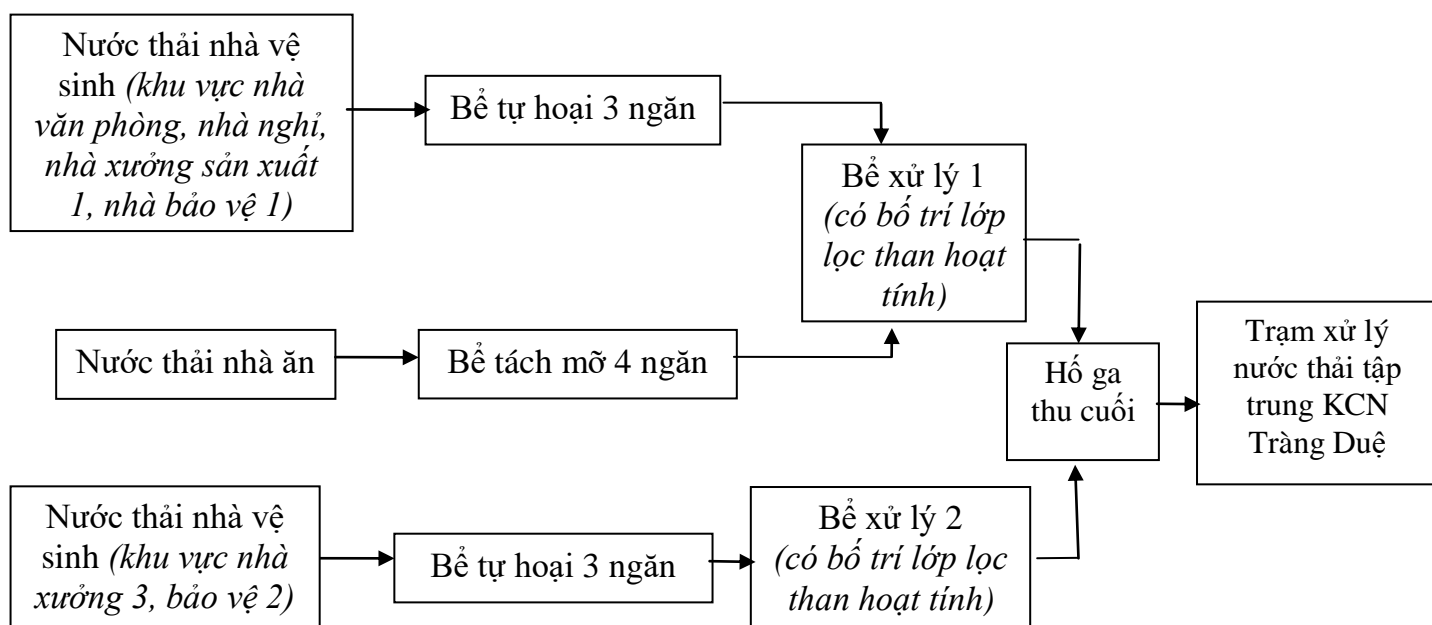 Nước thải nhà vệ
sinh (khu vực nhà
văn phòng, nhà nghỉ,
nhà xưởng sản xuất
1, nhà bảo vệ 1)
Bể tự hoại 3 ngăn
Bể xử lý 1
(có bố trí lớp
lọc than hoạt
tính)
Nước thải nhà ăn
Bể tách mỡ 4 ngăn
Hố ga
thu cuối
Trạm xử lý
nước thải tập
trung KCN
Tràng Duệ
Nước thải nhà vệ
sinh (khu vực nhà
xưởng 3, bảo vệ 2)
Bể tự hoại 3 ngăn
Bể xử lý 2
(có bố trí lớp lọc
than hoạt tính)